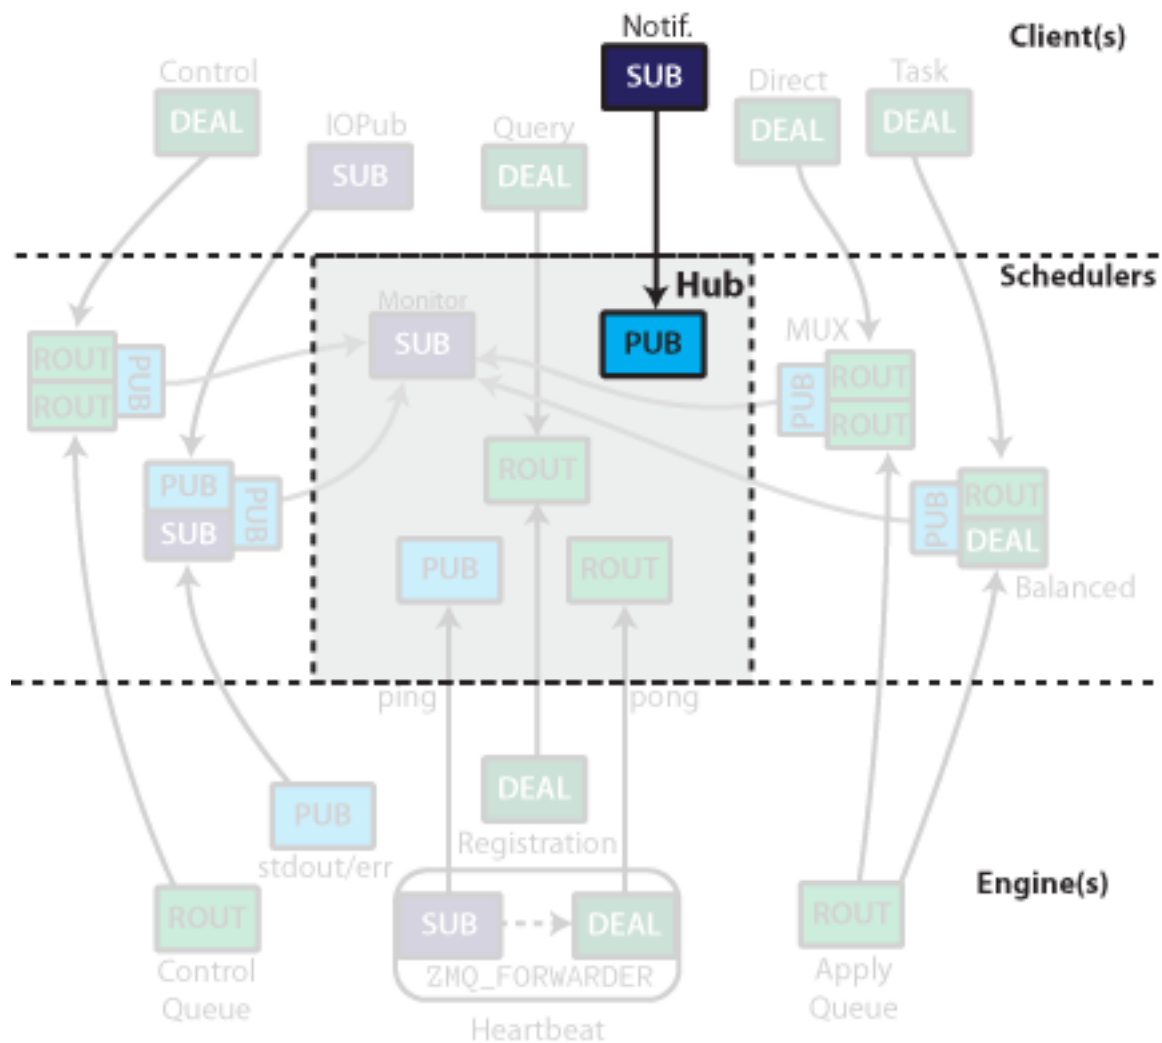 Notif.
Client(s)
SUB
Control
DEAL
IOPub
SUB
Query
DEAL
Direct
DEAL
Task
DEAL
Hub
Schedulers
Monitor
SUB
PUB
MUX
ROUT
ROUT
PUB
PUB
ROUT
ROUT
ROUT
PUB
SUB
PUB
PUB
ROUT
DEAL
Balanced
PUB
ROUT
ping
pong
DEAL
Registration
PUB
stdout/err
Engine(s)
ROUT
Control
Queue
SUB
DEAL
ZMQ_FORWARDER
Heartbeat
ROUT
Apply
Queue